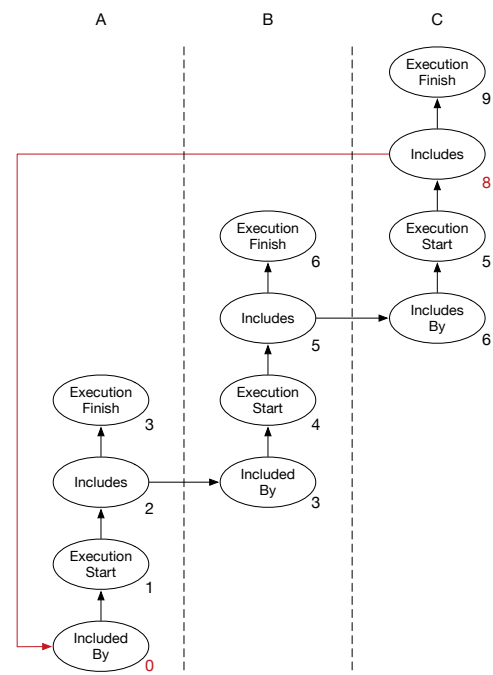 A
B
C
Execution
Finish
9
Includes
8
Execution
Finish
6
Execution
Start
5
Includes
5
Includes
By
6
Execution
Finish
3
Execution
Start
4
Includes
2
Included
By
3
Execution
Start
1
Included
By
0